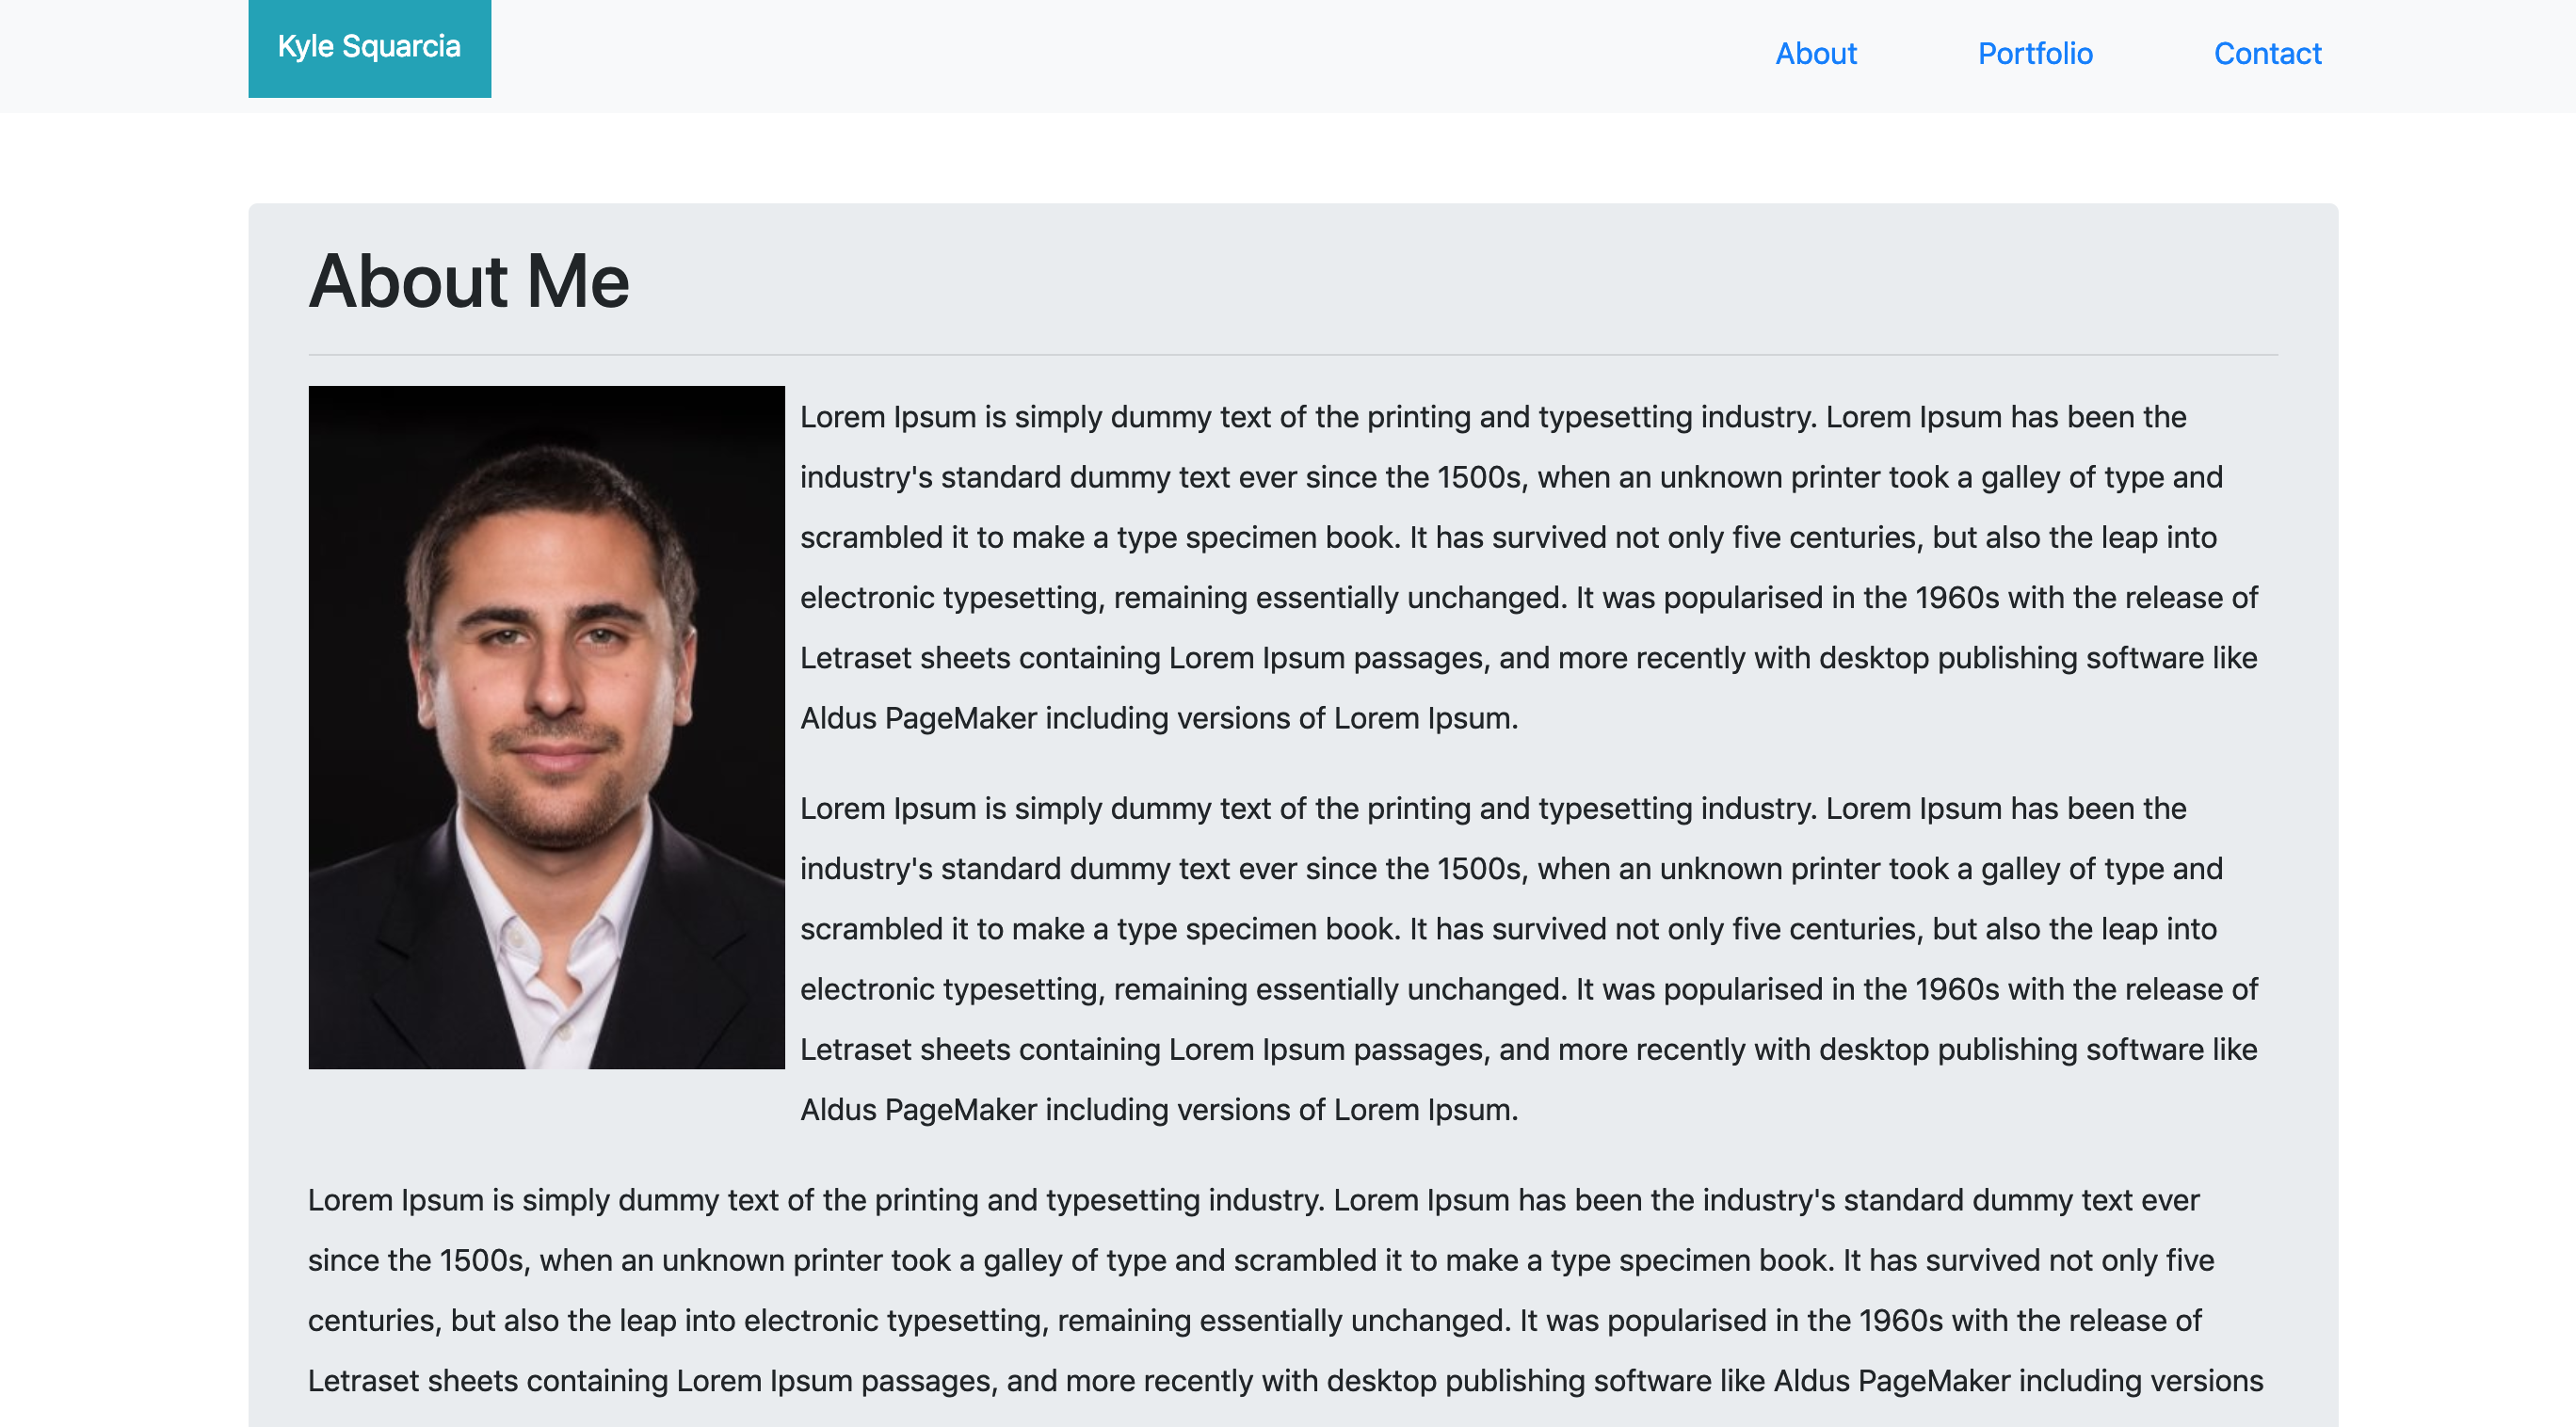 Kyle Squarcia
About
Portfolio
Contact
About Me
Lorem Ipsum is simply dummy text of the printing and typesetting industry. Lorem Ipsum has been the
industry's standard dummy text ever since the 1500s, when an unknown printer took a galley of type and
scrambled it to make a type specimen book. It has survived not only five centuries, but also the leap into
electronic typesetting, remaining essentially unchanged. It was popularised in the 1960s with the release of
Letraset sheets containing Lorem Ipsum passages, and more recently with desktop publishing software like
Aldus PageMaker including versions of Lorem Ipsum.
Lorem Ipsum is simply dummy text of the printing and typesetting industry. Lorem Ipsum has been the
industry's standard dummy text ever since the 1500s, when an unknown printer took a galley of type and
scrambled it to make a type specimen book. It has survived not only five centuries, but also the leap into
electronic typesetting, remaining essentially unchanged. It was popularised in the 1960s with the release of
Letraset sheets containing Lorem Ipsum passages, and more recently with desktop publishing software like
Aldus PageMaker including versions of Lorem Ipsum.
Lorem Ipsum is simply dummy text of the printing and typesetting industry. Lorem Ipsum has been the industry's standard dummy text ever
since the 1500s, when an unknown printer took a galley of type and scrambled it to make a type specimen book. It has survived not only five
centuries, but also the leap into electronic typesetting, remaining essentially unchanged. It was popularised in the 1960s with the release of
Letraset sheets containing Lorem Ipsum passages, and more recently with desktop publishing software like Aldus PageMaker including versions